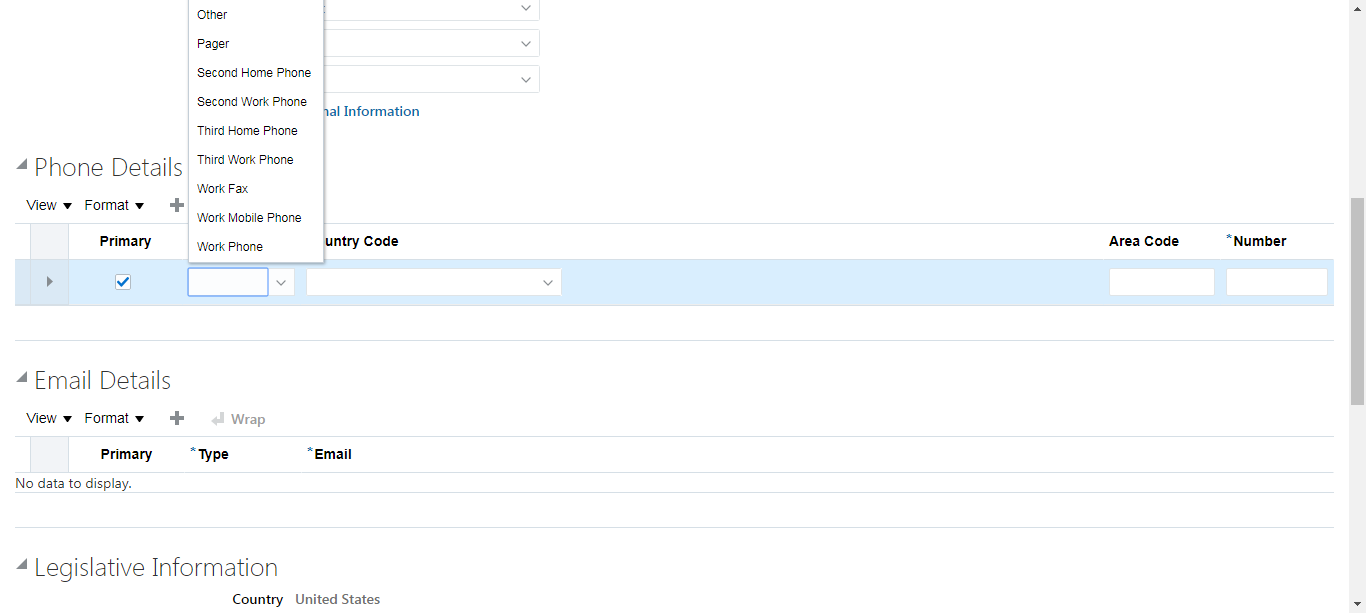 Other
Pager
Second Home Phone
Second Work Phone
nal Information
Third Home Phone
Third Work Phone
Phone Details
Work Fax
View Format
Work Mobile Phone
Work Phone
Primary untry Code Area Code *Number
Email Details
View Format Wrap
Primary *Type *Email
No data to display.
Legislative Information
Country United States